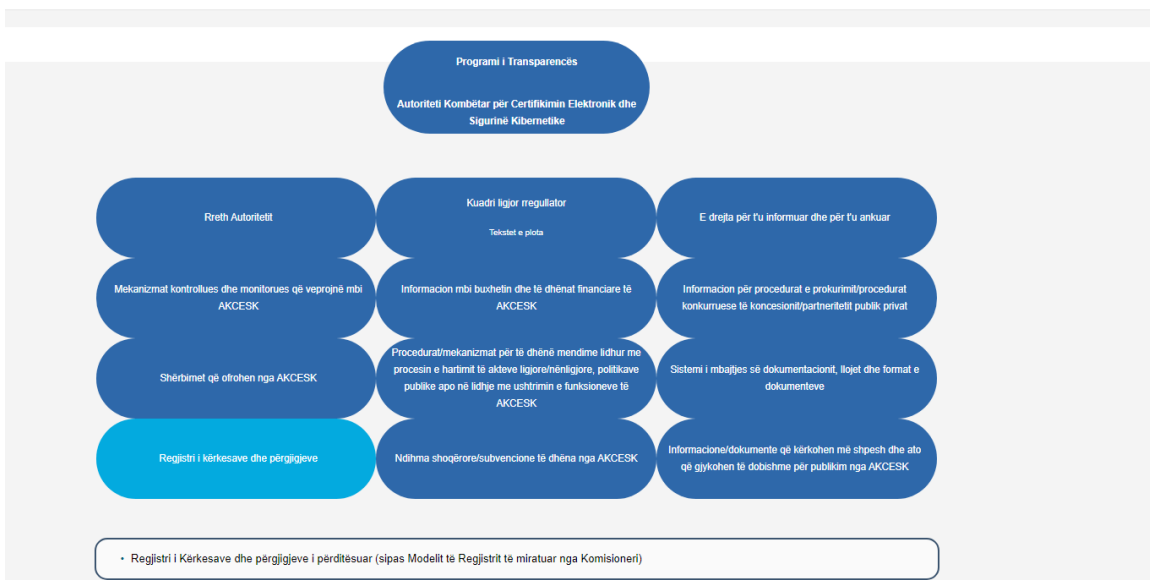 Programi i Transparencës
Autoriteti Kombëtar për Certifikimin Elektronik dhe
Sigurinë Kibernetike
Rreth Autoritetit
Kuadri ligjor rregullator
Tekstet e plota
E drejta për t'u informuar dhe për t'u ankuar
Mekanizmat kontrollues dhe monitorues që veprojnë mbi
AKCESK
Informacion mbi buxhetin dhe të dhënat financiare të
AKCESK
Informacion për procedurat e prokurimit/procedurat
konkurruese të koncesionit/partneritetit publik privat
Shërbimet që ofrohen nga AKCESK
Procedurat/mekanizmat për të dhënë mendime lidhur me
procesin e hartimit të akteve ligjore/nënligjore, politikave
publike apo në lidhje me ushtrimin e funksioneve të
AKCESK
Sistemi i mbajtjes së dokumentacionit, llojet dhe format e
dokumenteve
Regjistri i kërkesave dhe përgjigjeve
Ndihma shoqërore/subvencione të dhëna nga AKCESK
Informacione/dokumente që kërkohen më shpesh dhe ato
që gjykohen të dobishme për publikim nga AKCESK
• Regjistri i Kërkesave dhe përgjigjeve i përditësuar (sipas Modelit të Regjistrit të miratuar nga Komisioneri)